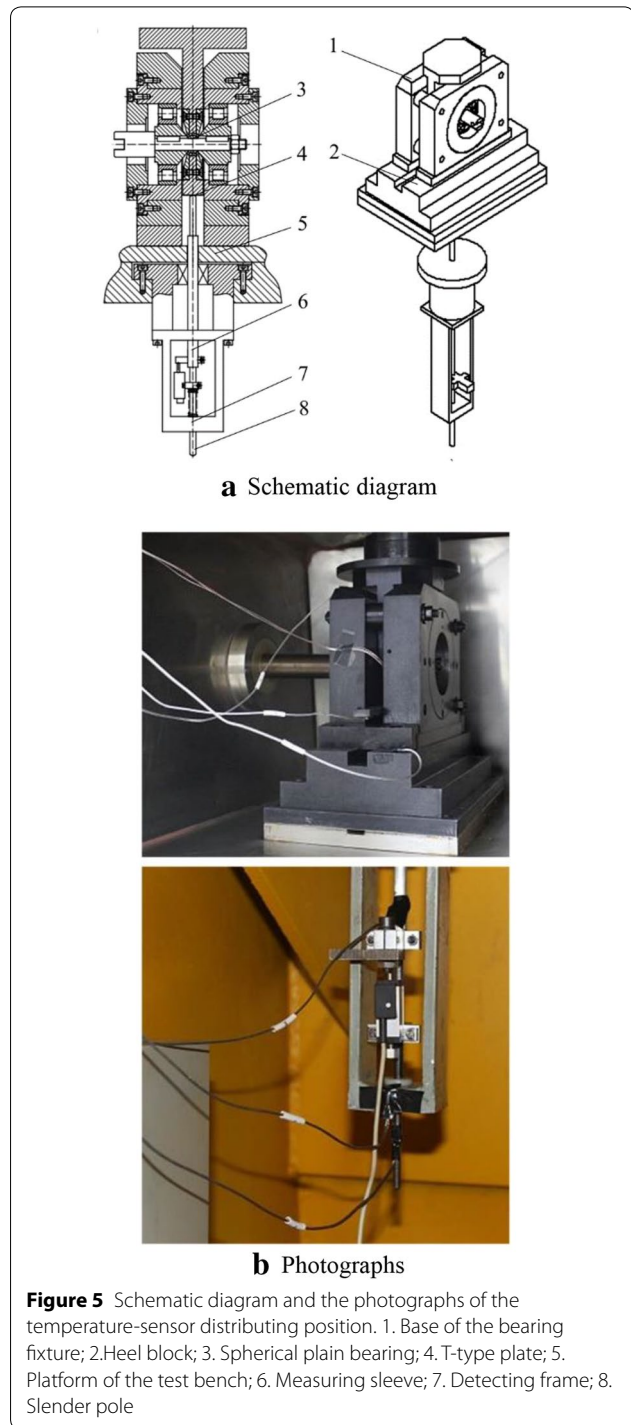 1
2
3
4
5
6
7
8
a Schematic diagram
b Photographs
Figure 5 Schematic diagram and the photographs of the
temperature-sensor distributing position. 1. Base of the bearing
fixture; 2.Heel block; 3. Spherical plain bearing; 4. T-type plate; 5.
Platform of the test bench; 6. Measuring sleeve; 7. Detecting frame; 8.
Slender pole